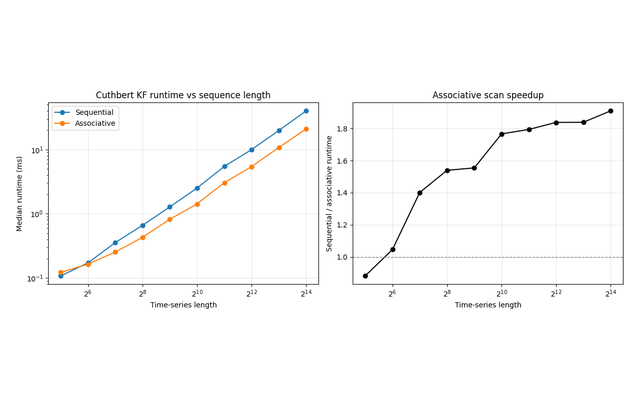 Cuthbert KF runtime vs sequence length
Sequential
Associative
Median runtime (ms)
10¹
10⁰
10⁻¹
2⁶
2⁸
2¹⁰
2¹²
2¹⁴
Time-series length
Associative scan speedup
Sequential / associative runtime
1.8
1.6
1.4
1.2
1.0
2⁶
2⁸
2¹⁰
2¹²
2¹⁴
Time-series length